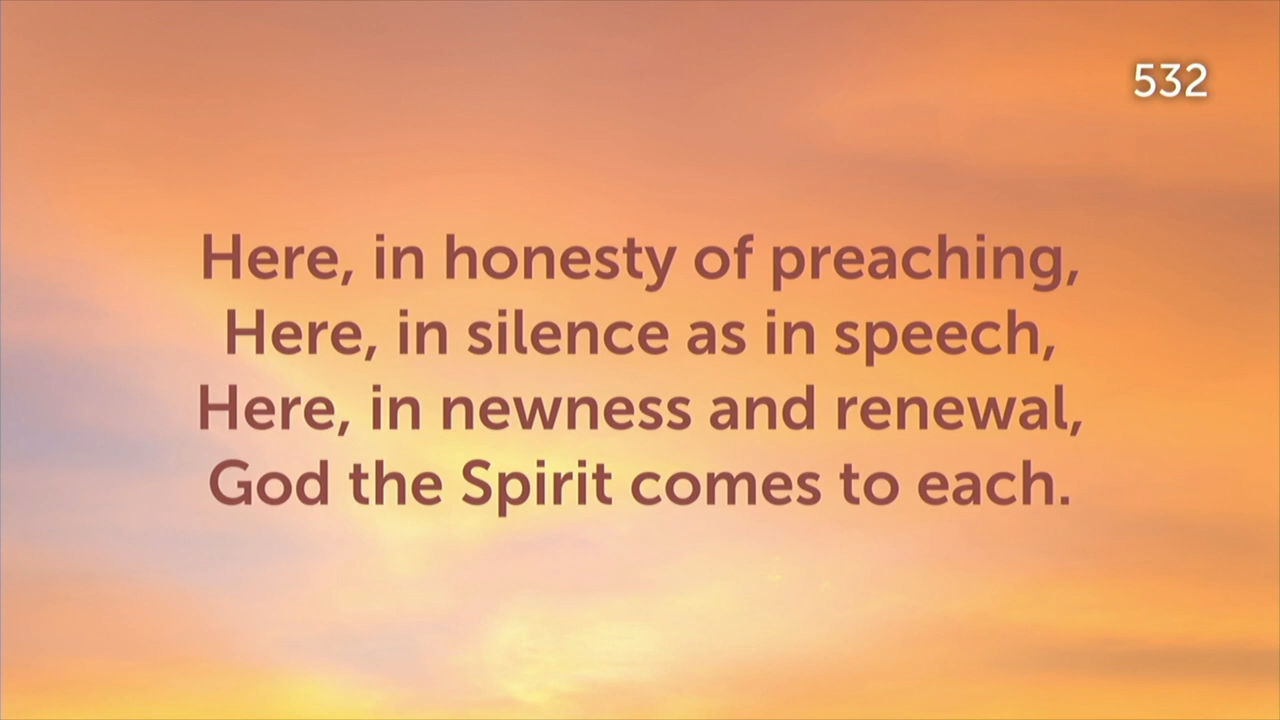 532
Here, in honesty of preaching,
Here, in silence as in speech,
Here, in newness and renewal,
God the Spirit comes to each.